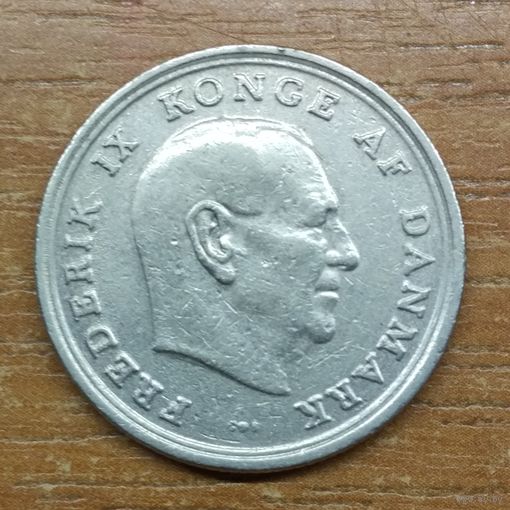 FREDERIK IX KONGE AF DANMARK